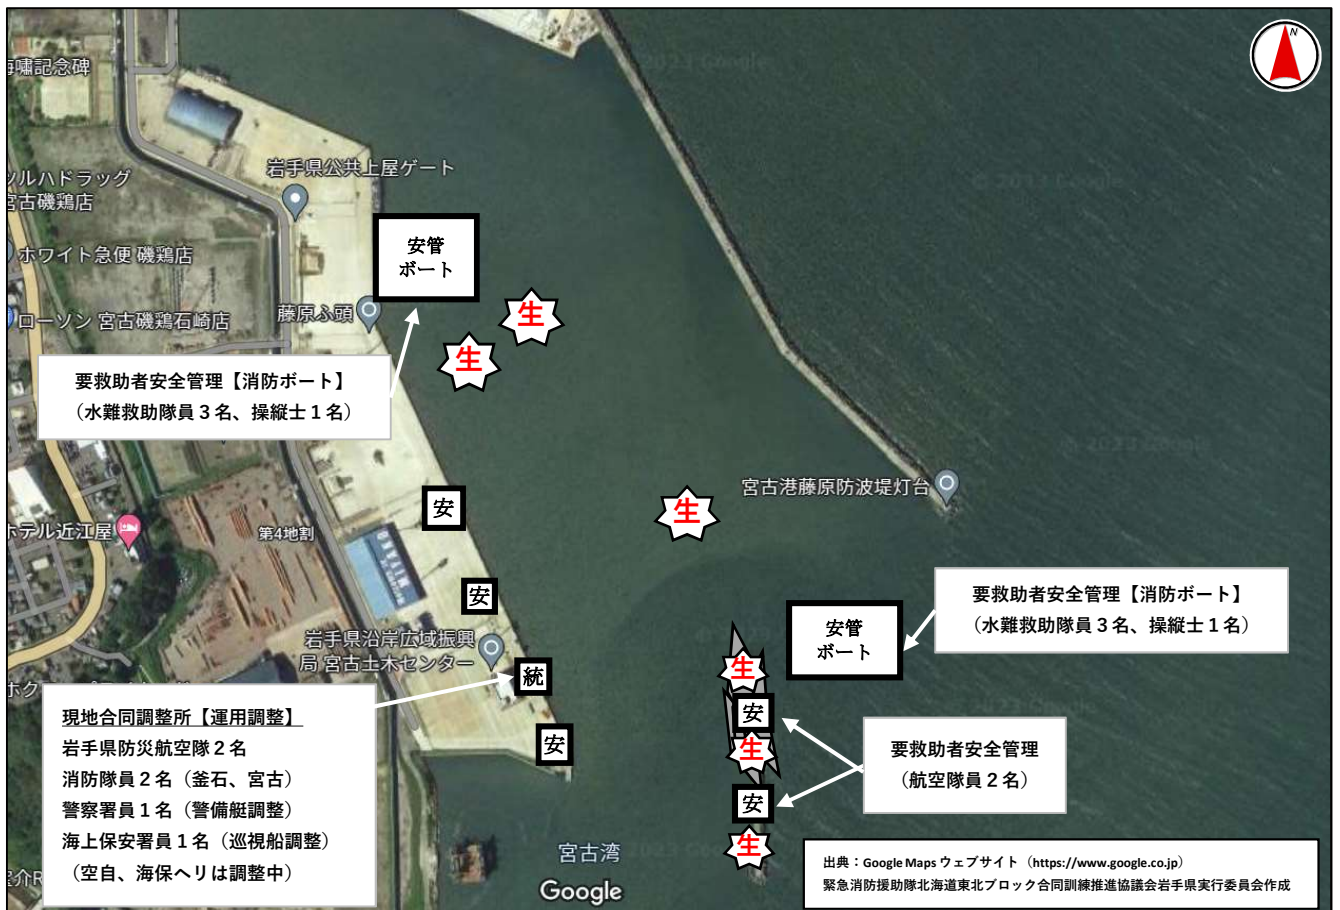 海嘯記念碑
N
岩手県公共上屋ゲート
ツルハドラッグ
宮古磯鶏店
ホワイト急便 磯鶏店
安管
ボート
生
藤原ふ頭
ローソン 宮古磯鶏石崎店
生
要救助者安全管理【消防ボート】
(水難救助隊員3名、操縦士1名)
宮古港藤原防波堤灯台
安
生
ホテル近江屋
第4地割
安
要救助者安全管理【消防ボート】
(水難救助隊員3名、操縦士1名)
安管
ボート
岩手県沿岸広域振興
局 宮古土木センター
統
生
安
安
生
要救助者安全管理
(航空隊員2名)
安
生
現地合同調整所【運用調整】
岩手県防災航空隊2名
消防隊員2名(釜石、宮古)
警察署員1名(警備艇調整)
海上保安署員1名(巡視船調整)
(空自、海保ヘリは調整中)
宮古湾
Google
出典:Google Maps ウェブサイト(https://www.google.co.jp)
緊急消防援助隊北海道東北ブロック合同訓練推進協議会岩手県実行委員会作成